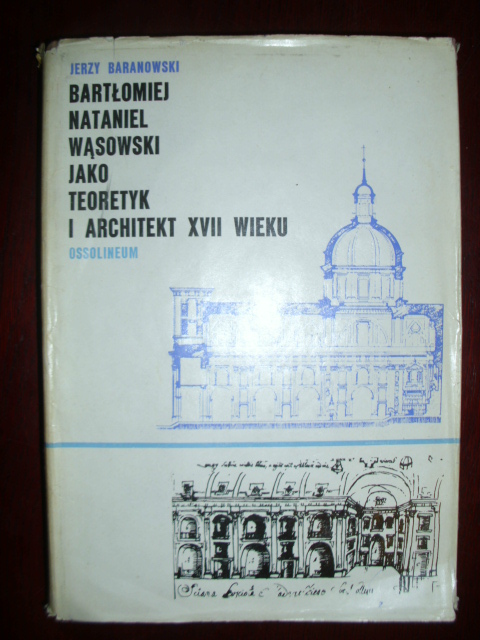 JERZY BARANOWSKI
BARTŁOMIEJ
NATANIEL
WĄSOWSKI
JAKO
TEORETYK
I ARCHITEKT XVII WIEKU
OSSOLINEUM